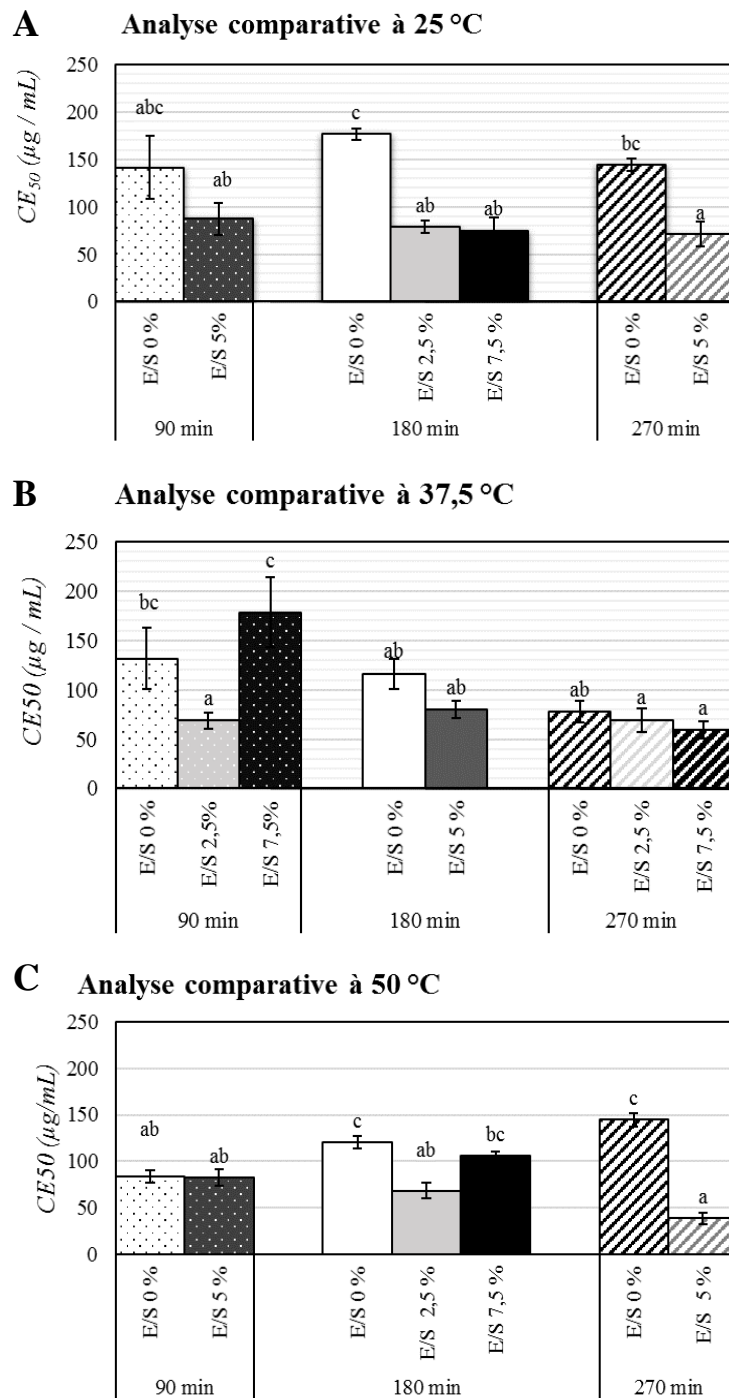 A Analyse comparative à 25 °C
CE50 (µg / mL)
250
200
150
100
50
0
abc
ab
c
ab
ab
bc
a
E/S 0 %
E/S 5%
E/S 0 %
E/S 2,5 %
E/S 7,5 %
E/S 0 %
E/S 5 %
90 min
180 min
270 min
B Analyse comparative à 37,5 °C
CE50 (µg / mL)
250
200
150
100
50
0
bc
a
c
ab
ab
ab
a
a
E/S 0 %
E/S 2,5%
E/S 7,5%
E/S 0 %
E/S 5 %
E/S 0 %
E/S 2,5 %
E/S 7,5 %
90 min
180 min
270 min
C Analyse comparative à 50 °C
CE50 (µg/mL)
250
200
150
100
50
0
ab
ab
c
ab
bc
c
a
E/S 0 %
E/S 5 %
E/S 0 %
E/S 2,5 %
E/S 7,5 %
E/S 0 %
E/S 5 %
90 min
180 min
270 min